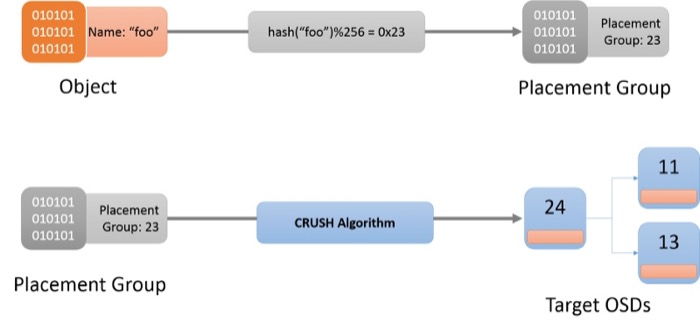 010101
010101
010101
Name: “foo”
hash(“foo”)%256 = 0x23
010101
010101
010101
Placement
Group: 23
Object
Placement Group
010101
010101
010101
Placement
Group: 23
CRUSH Algorithm
24
11
13
Placement Group
Target OSDs